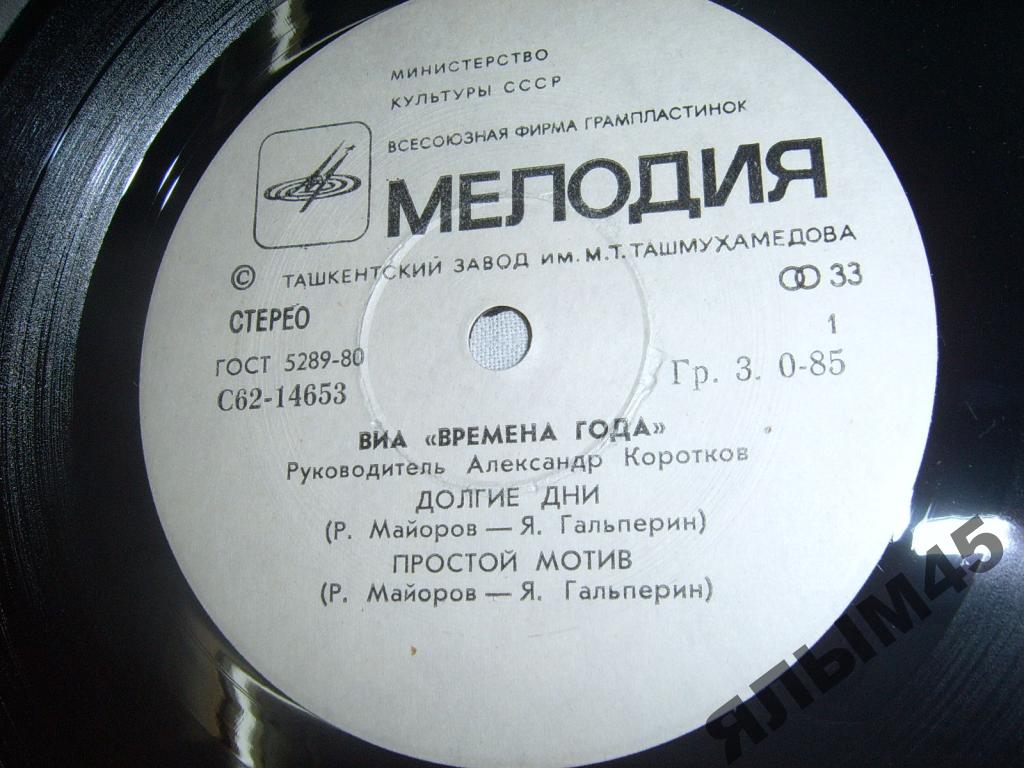 МИНИСТЕРСТВО
КУЛЬТУРЫ СССР
ВСЕСОЮЗНАЯ ФИРМА ГРАМПЛАСТИНОК
МЕЛОДИЯ
© ТАШКЕНТСКИЙ ЗАВОД ИМ. М.Т. ТАШМУХАМЕДОВА
СТЕРЕО
33
ГОСТ 5289-80
1
С62-14653
Гр. 3. 0-85
ВИА «ВРЕМЕНА ГОДА»
Руководитель Александр Коротков
ДОЛГИЕ ДНИ
(Р. Майоров — Я. Гальперин)
ПРОСТОЙ МОТИВ
(Р. Майоров — Я. Гальперин)
ЯЛЫМ45